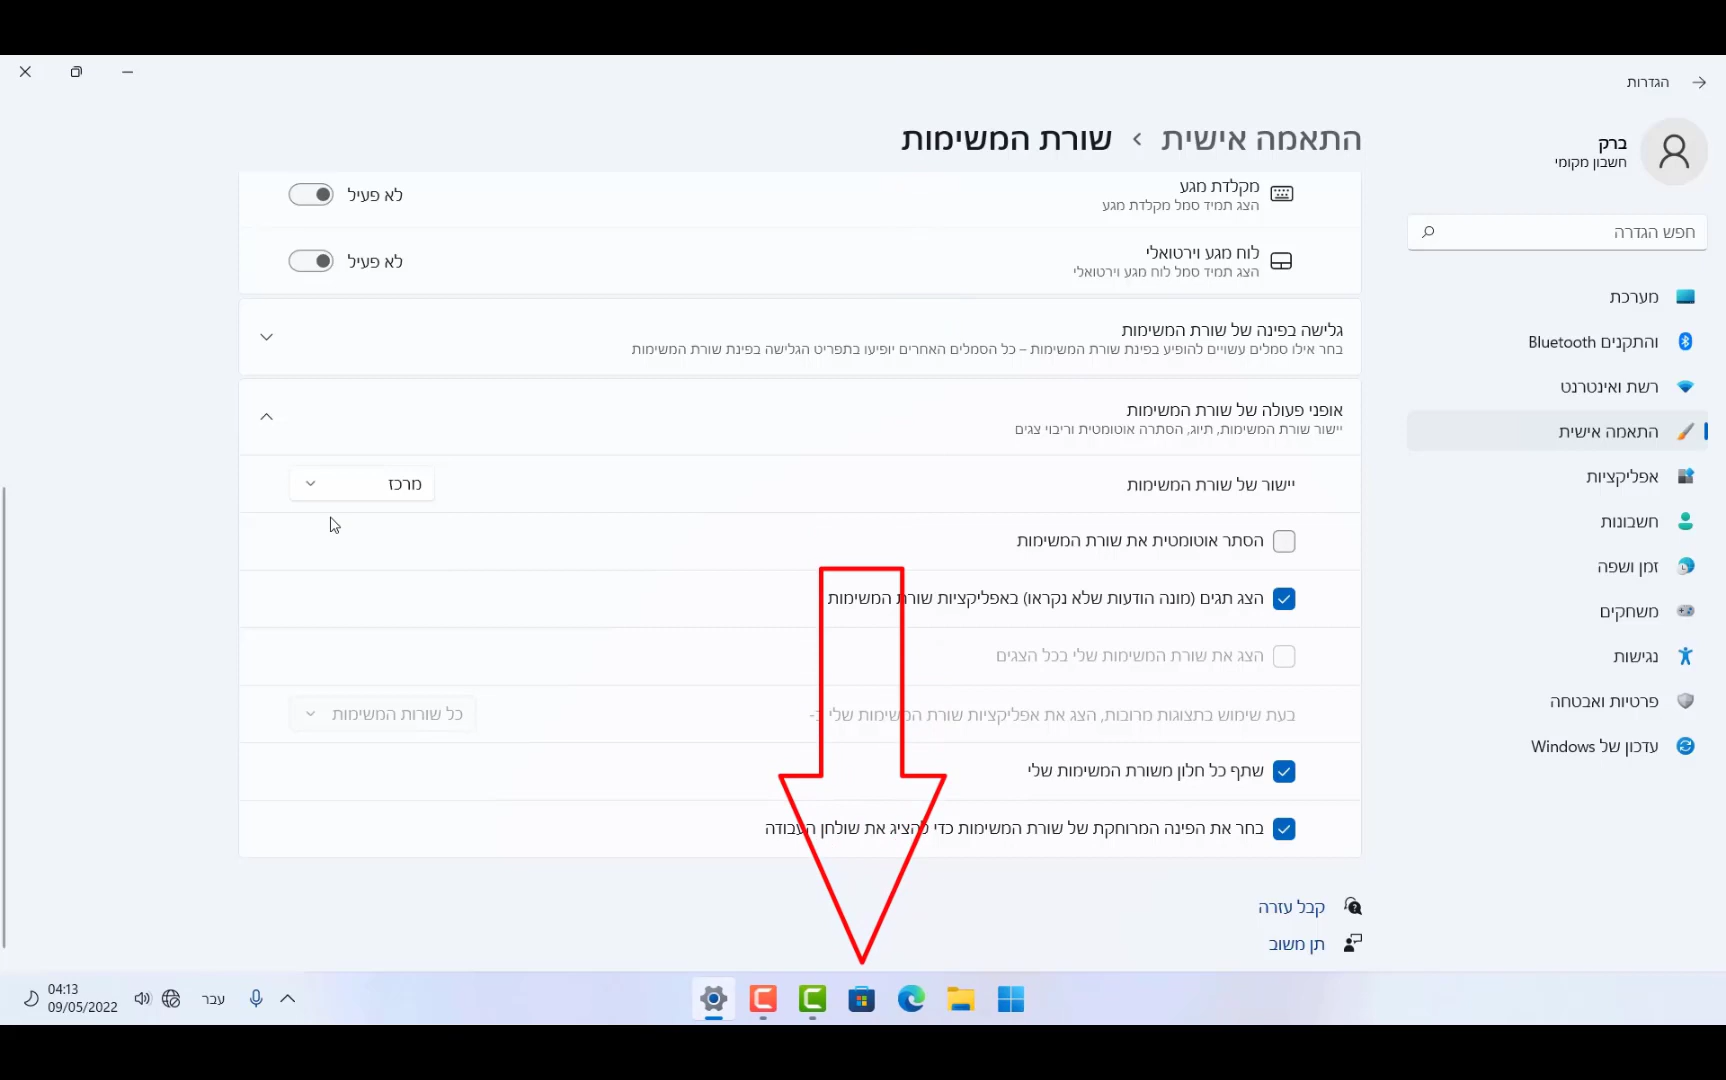 הגדרות
ברק
חשבון מקומי
חפש הגדרה
מערכת
Bluetooth והתקנים
רשת ואינטרנט
התאמה אישית
אפליקציות
חשבונות
זמן ושפה
משחקים
נגישות
פרטיות ואבטחה
עדכון של Windows
התאמה אישית › שורת המשימות
מקלדת מגע
הצג תמיד סמל מקלדת מגע
לא פעיל
לוח מגע וירטואלי
הצג תמיד סמל לוח מגע וירטואלי
לא פעיל
גלישה בפינה של שורת המשימות
בחר אילו סמלים עשויים להופיע בפינת שורת המשימות – כל הסמלים האחרים יופיעו בתפריט הגלישה בפינת שורת המשימות
אופני פעולה של שורת המשימות
יישור שורת המשימות, תיוג, הסתרה אוטומטית וריבוי צגים
יישור של שורת המשימות
מרכז
הסתר אוטומטית את שורת המשימות
הצג תגים (מונה הודעות שלא נקראו) באפליקציות שורת המשימות
הצג את שורת המשימות שלי בכל הצגים
בעת שימוש בתצוגות מרובות, הצג את אפליקציות שורת המשימות שלי ב-
כל שורות המשימות
שתף כל חלון משורת המשימות שלי
בחר את הפינה המרוחקת של שורת המשימות כדי להציג את שולחן העבודה
קבל עזרה
תן משוב
עבר
04:13
09/05/2022